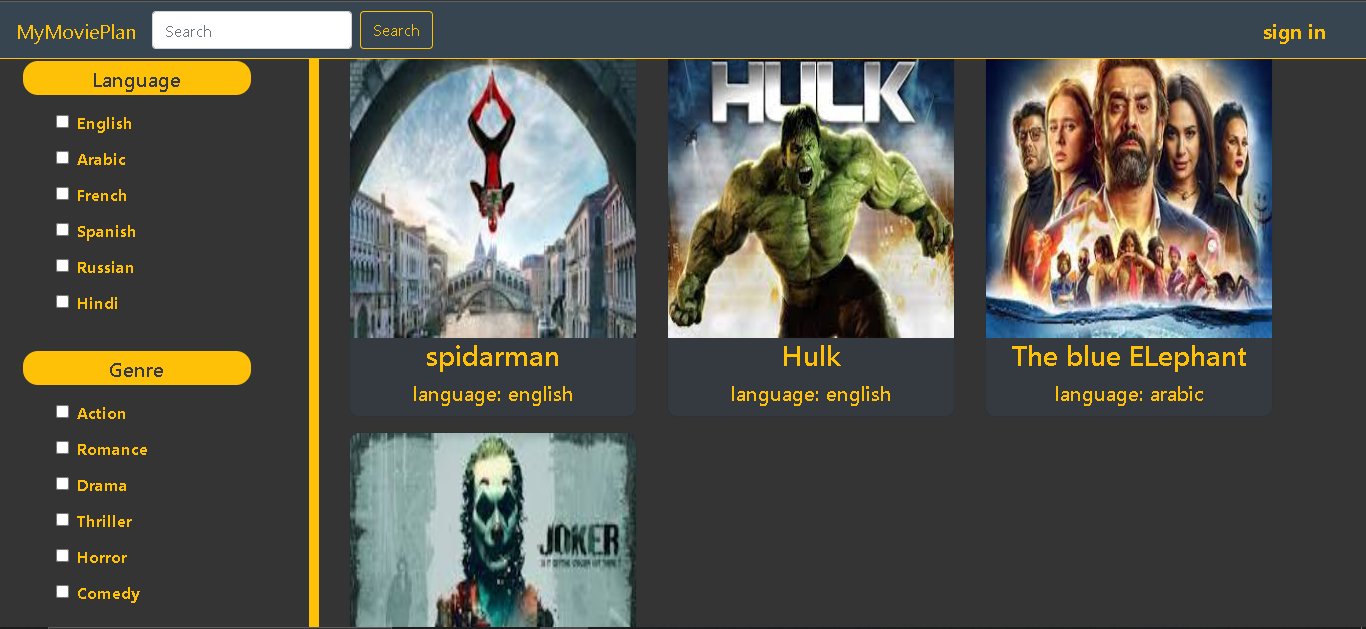 MyMoviePlan Search Search sign in
Language
English
Arabic
French
Spanish
Russian
Hindi
Genre
Action
Romance
Drama
Thriller
Horror
Comedy
HULK
spidarman
language: english
Hulk
language: english
The blue ELephant
language: arabic
JOKER